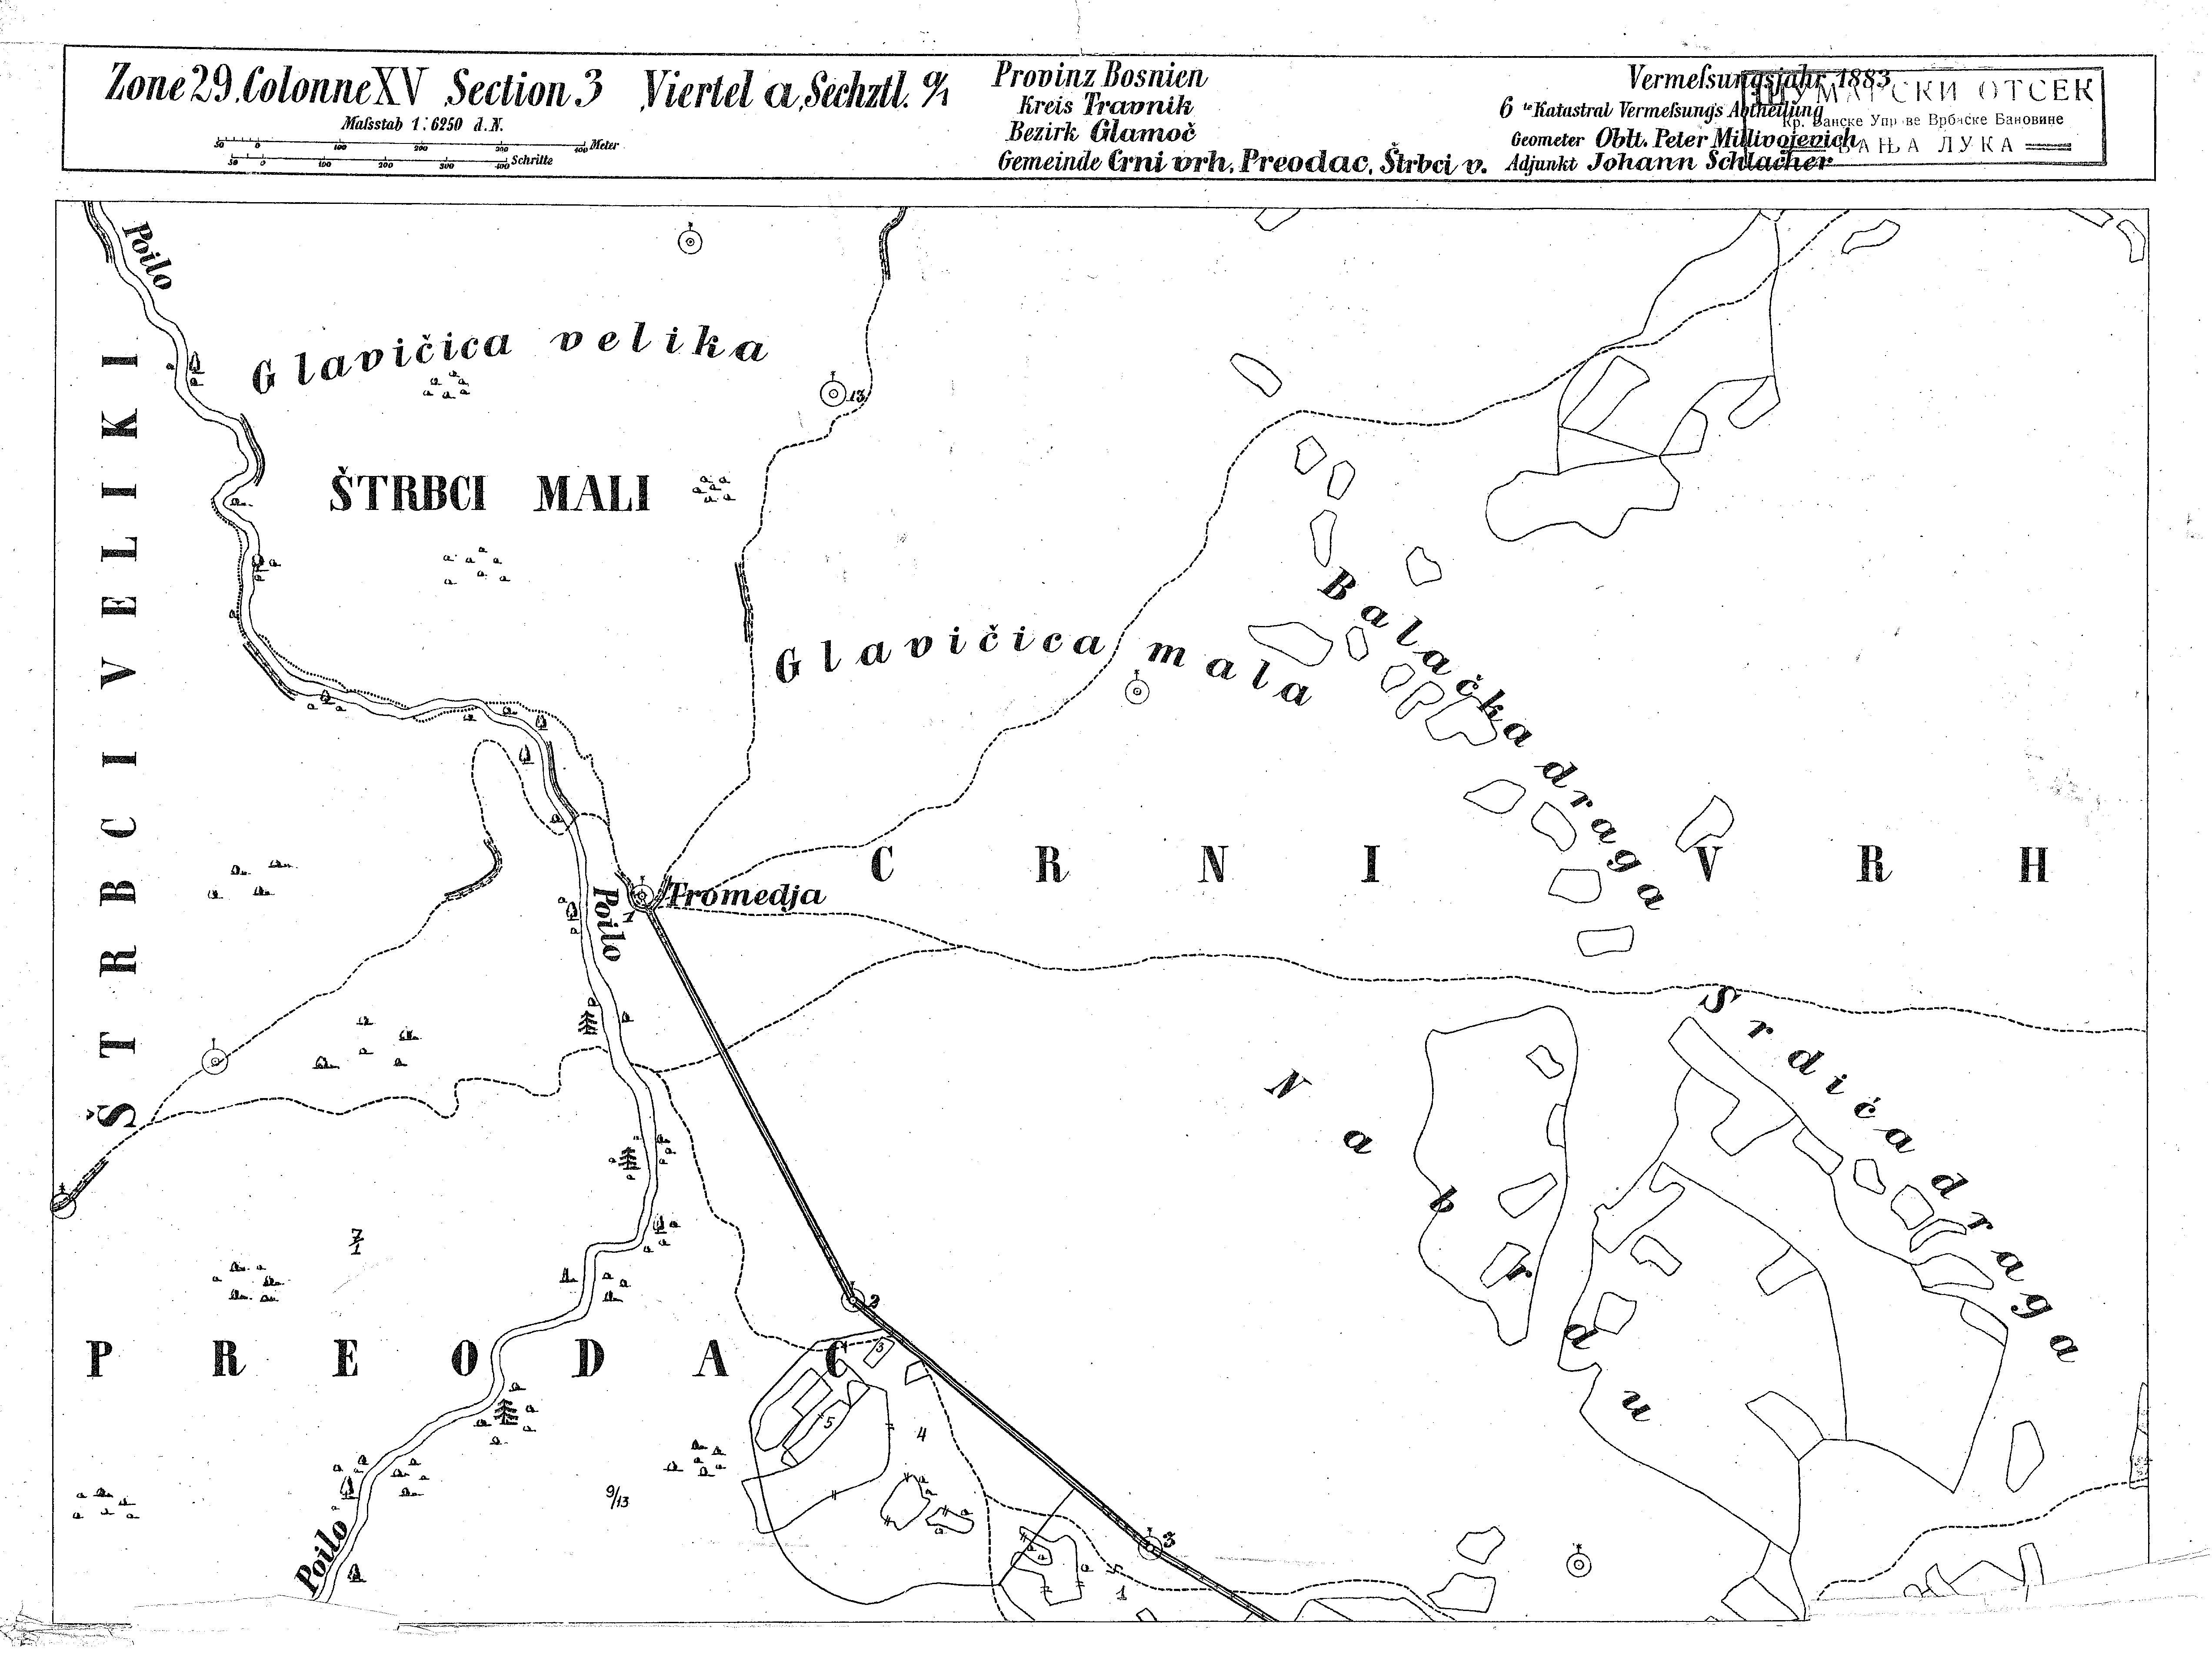 Zone 29. Colonne XV Section 3 Viertel a, Sechztl. a/1
Maſsstab 1:6250 d.N.
50 0 100 200 300 400 Meter
50 0 100 200 300 400 Schritte
Provinz Bosnien
Kreis Travnik
Bezirk Glamoč
Gemeinde Crni vrh, Preodac, Štrbci v.
Vermeſsungsjahr 1883
6 te Katastral Vermeſsungs Abtheilung
Geometer Oblt. Peter Millivojevich
Adjunkt Johann Schlacher
ШУМАРСКИ ОТСЕК
Кр. Банске Управе Врбаске Бановине
БАЊА ЛУКА
Poilo
Glavičica velika
13
ŠTRBCI VELIKI
ŠTRBCI MALI
Glavičica mala
Balačka draga
CRNI VRH
Tromedja
1
Poilo
Srdića draga
Na brdu
7/1
2
PREODAC
3
5
4
9/13
3
1
Poilo